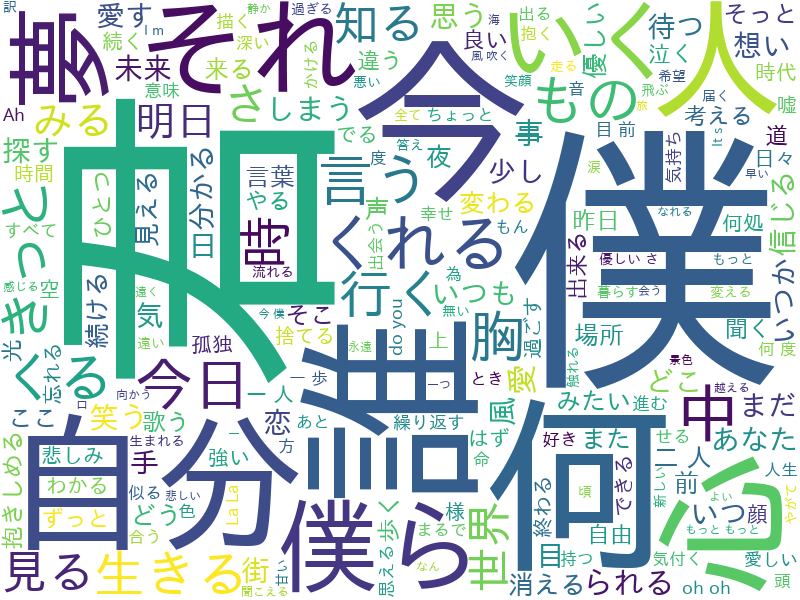 訳
静か
過ぎる
海
愛す
描く
深い
かける
思う
出る
抱く
風 吹く
良い
待つ
そっと
夢
それ
続く
I m
知る
悪い
違う
優しい
泣く
走る
想い
希望
時代
未来
来る
笑顔
いく
人
音
飛ぶ
届く
嘘
Ah
意味
さ
しまう
全て
ちょっと
もの
考える
旅
It s
みる
明日
でる
度
答え
事
目 前
涙
気持ち
道
探す
時間
見える
分かる
言葉
やる
言う
声
夜
少し
日々
早い
君
今
僕
ひとつ
時
幸せ
変わる
昨日
何処
信じる
すべて
くれる
出会う
もん
なれる
きっと
続ける
日
流れる
優しい さ
もっと
感じる
空
遠く
行く
為
出来る
暮らす
会う
変える
いつか
気
そこ
今 僕
いつも
無い
過ごす
場所
聞く
光
遠い
捨てる
do you
上
へる
忘れる
孤独
誰
永遠
胸
景色
何 度
今日
一 歩
一つ
とき
愛
触れる
どこ
越える
ここ
向かう
一 人
みたい
進む
中
まだ
笑う
歌う
恋
あと
繰り返す
風
何
心
自分
生まれる
方
はず
好き
また
せる
二 人
あなた
抱きしめる
悲しみ
手
強い
命
できる
前
人生
わかる
似る
悲しい
僕ら
様
終わる
頃
新しい
よい
やがて
ずっと
どう
色
La La
まるで
歩く
世界
自由
いつ
顔
もっと もっと
合う
思える
目
持つ
気付く
愛しい
見る
生きる
街
甘い
聞こえる
なん
消える
られる
oh oh
頭